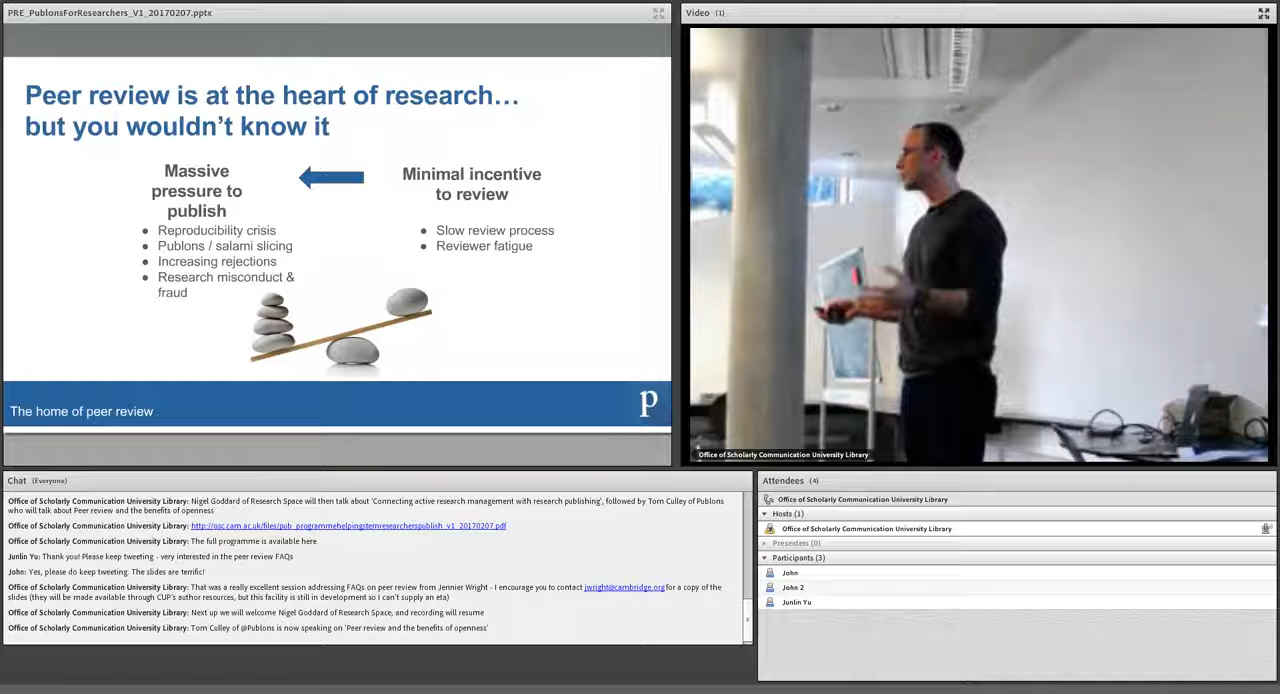 PRE_PublonsForResearchers_V1_20170207.pptx
Peer review is at the heart of research…
but you wouldn’t know it
Massive
pressure to
publish
● Reproducibility crisis
● Publons / salami slicing
● Increasing rejections
● Research misconduct &
fraud
Minimal incentive
to review
● Slow review process
● Reviewer fatigue
The home of peer review
p
Video (1)
Office of Scholarly Communication University Library
Chat (Everyone)
Office of Scholarly Communication University Library: Nigel Goddard of Research Space will then talk about 'Connecting active research management with research publishing', followed by Tom Culley of Publons
who will talk about Peer review and the benefits of openness
Office of Scholarly Communication University Library: http://osc.cam.ac.uk/files/pub_programmehelpingstemresearcherspublish_v1_20170207.pdf
Office of Scholarly Communication University Library: The full programme is available here
Junlin Yu: Thank you! Please keep tweeting - very interested in the peer review FAQs
John: Yes, please do keep tweeting. The slides are terrific!
Office of Scholarly Communication University Library: That was a really excellent session addressing FAQs on peer review from Jennier Wright - I encourage you to contact jwright@cambridge.org for a copy of the
slides (they will be made available through CUP's author resources, but this facility is still in development so I can't supply an eta)
Office of Scholarly Communication University Library: Next up we will welcome Nigel Goddard of Research Space, and recording will resume
Office of Scholarly Communication University Library: Tom Culley of @Publons is now speaking on 'Peer review and the benefits of openness'
Attendees (4)
Office of Scholarly Communication University Library
Hosts (1)
Office of Scholarly Communication University Library
Presenters (0)
Participants (3)
John
John 2
Junlin Yu